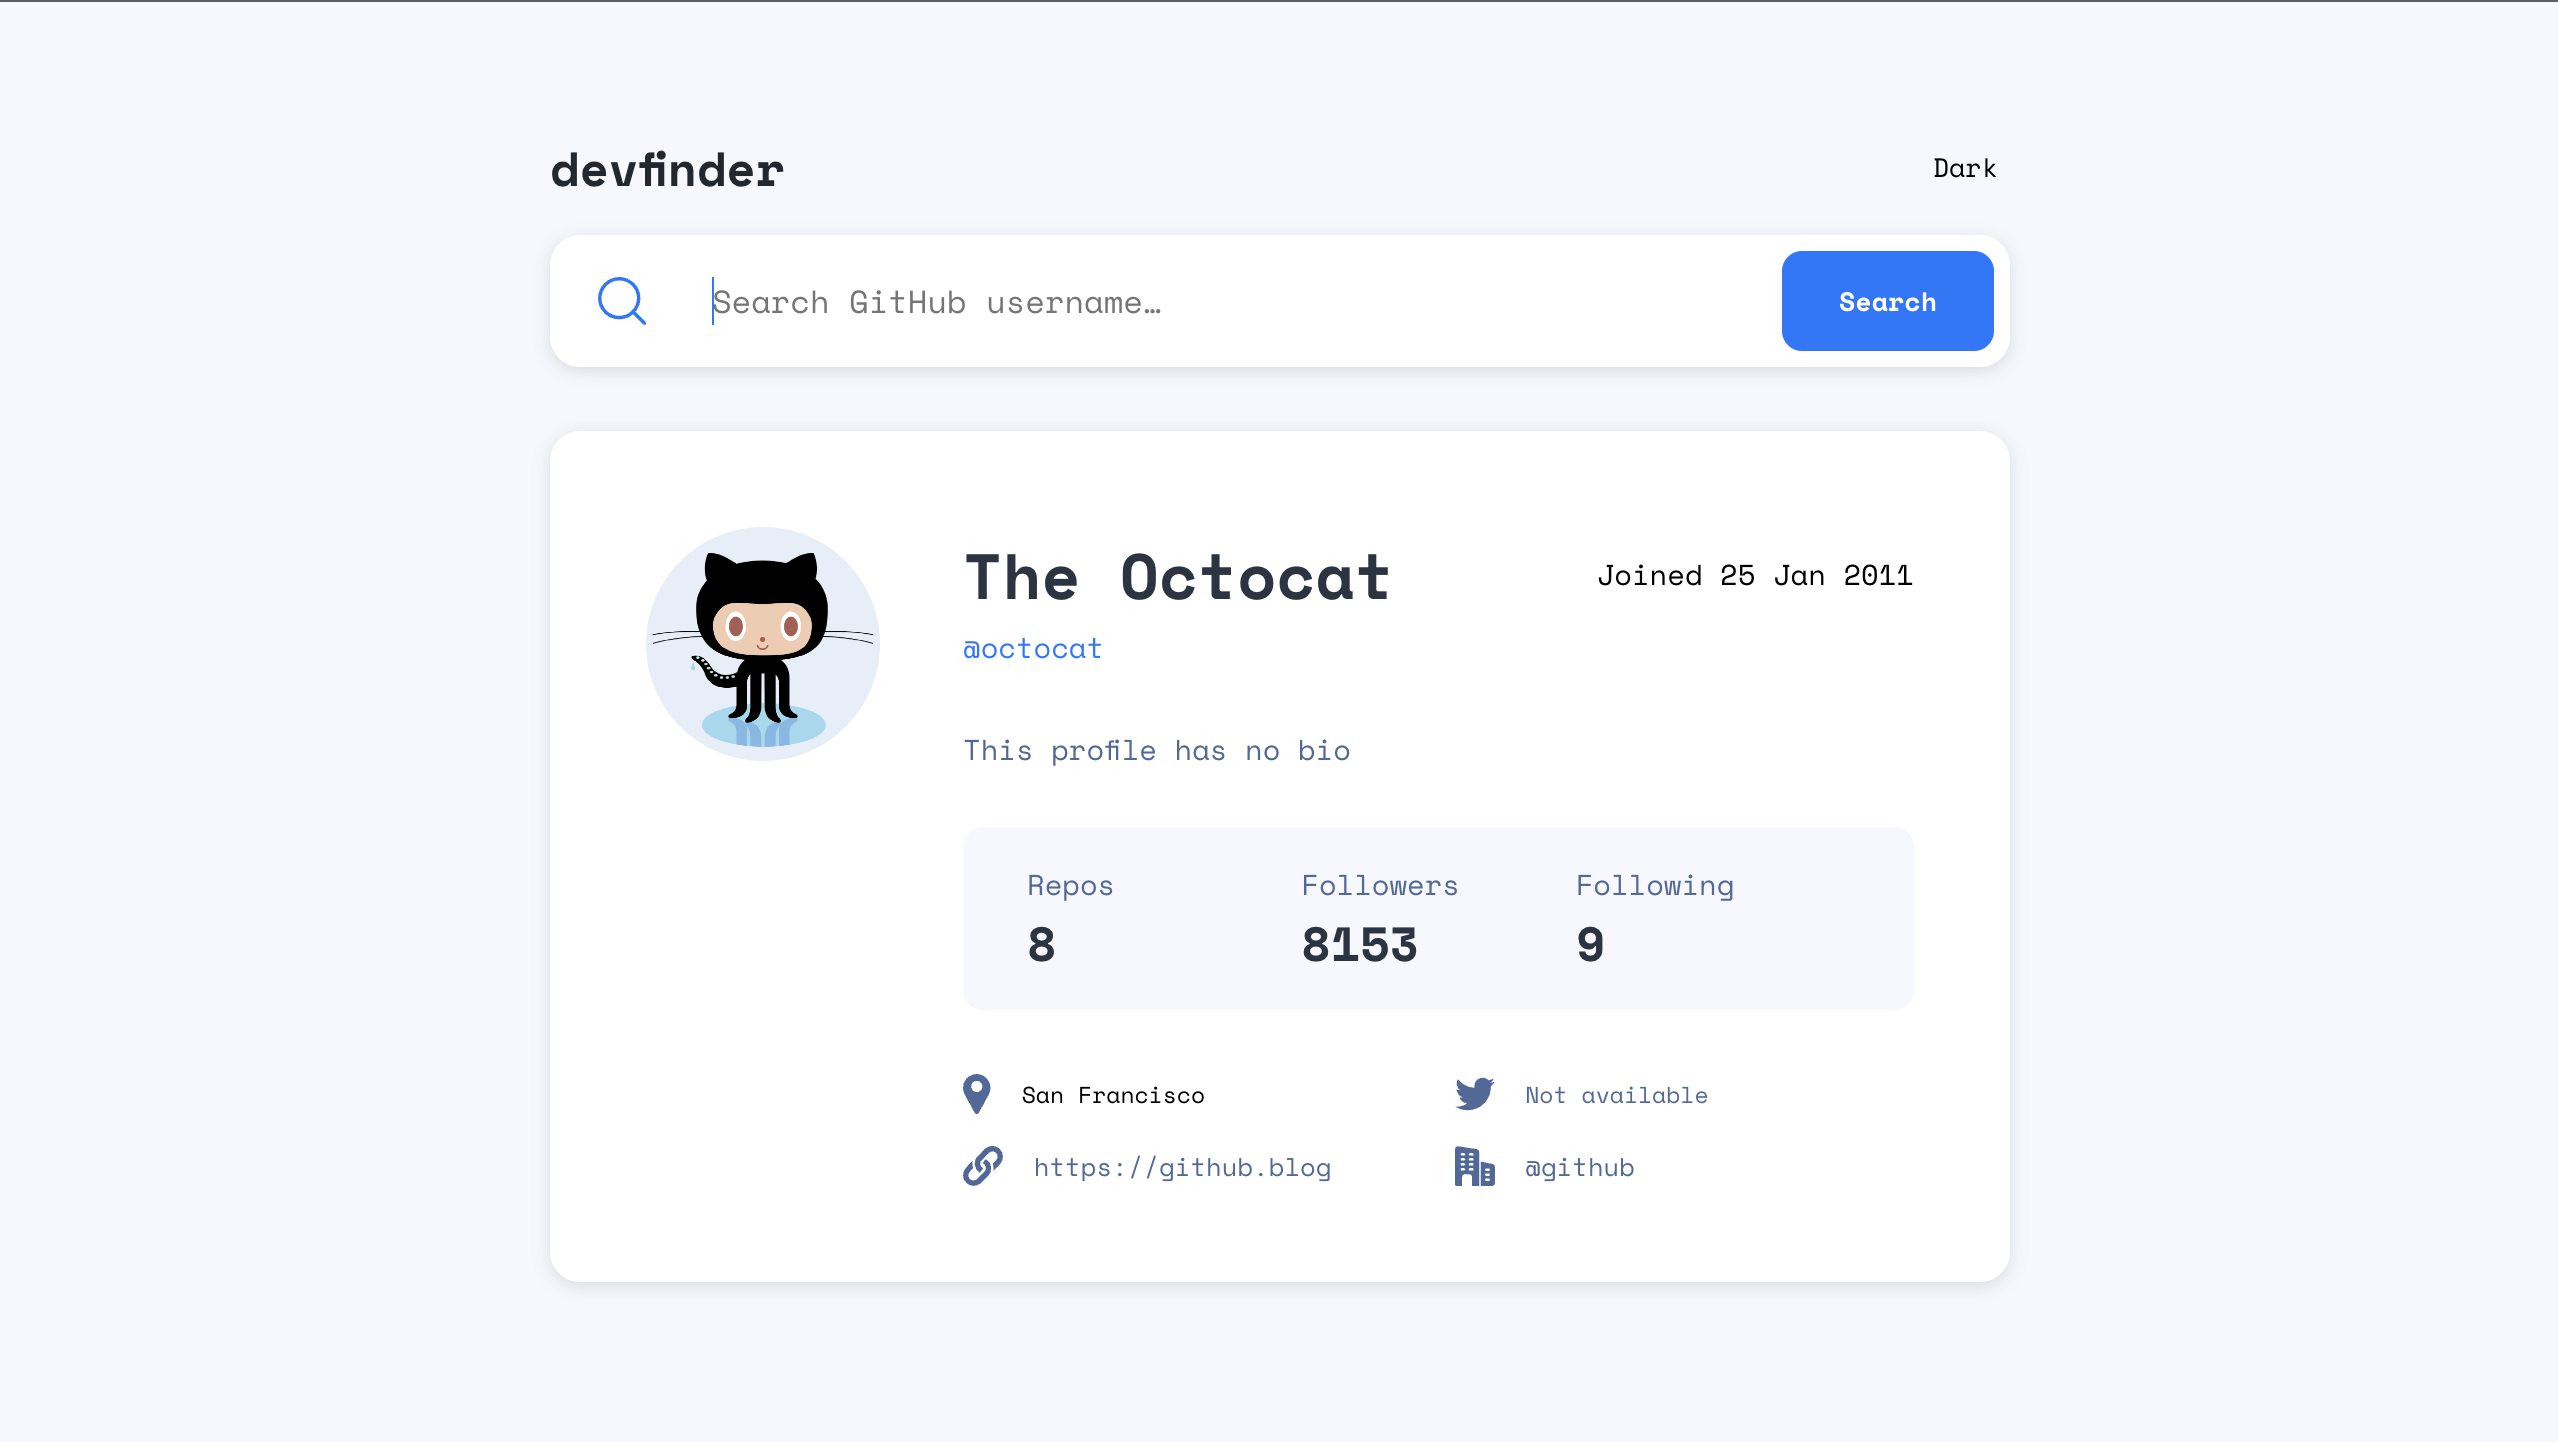 devfinder
Dark
Search GitHub username…
Search
The Octocat
Joined 25 Jan 2011
@octocat
This profile has no bio
Repos
Followers
Following
8
8153
9
San Francisco
Not available
https://github.blog
@github